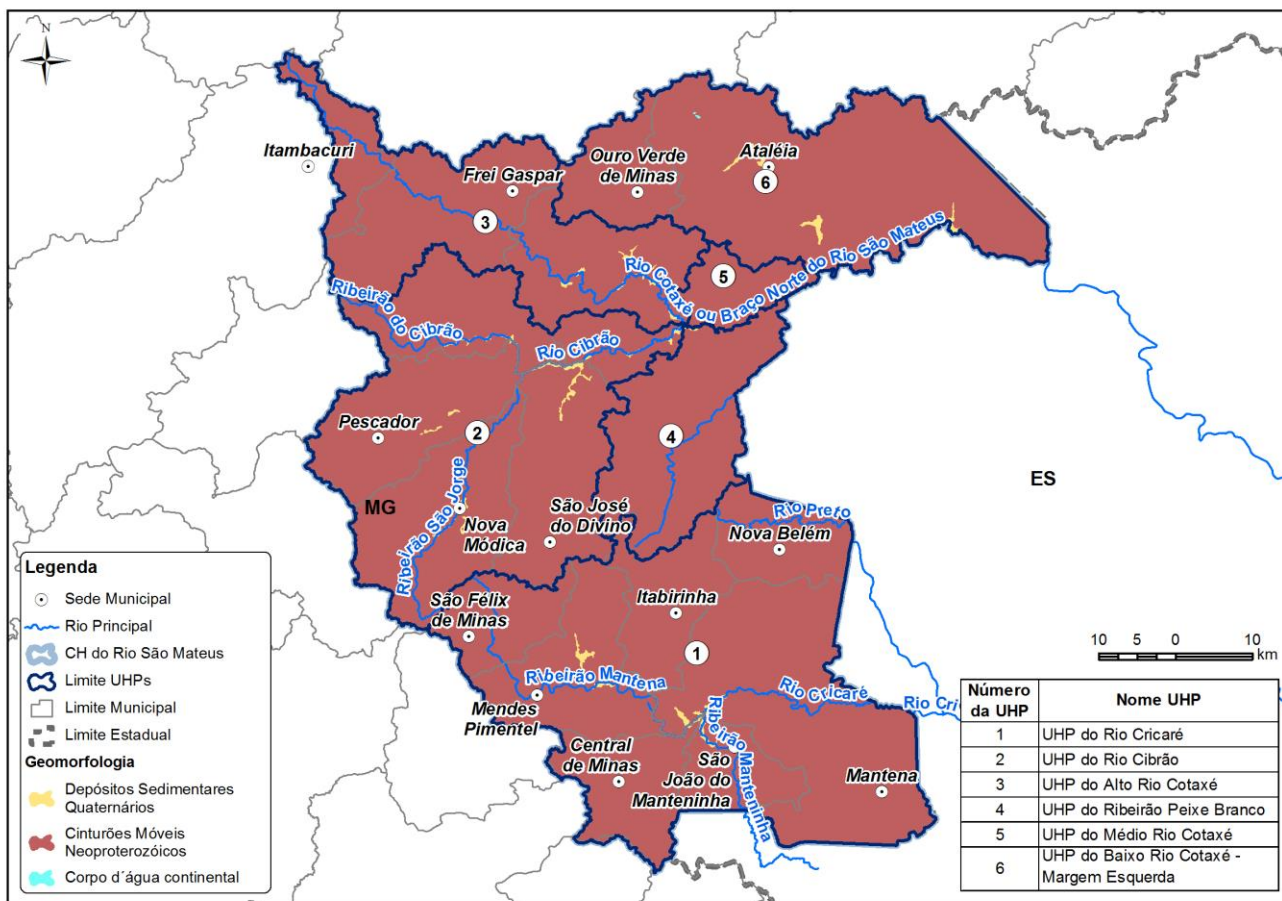 N
Itambacuri
Frei Gaspar
Ouro Verde
de Minas
Ataléia
6
3
5
Rio Cotaxé ou Braço Norte do Rio São Mateus
Ribeirão do Cibrão
Rio Cibrão
Pescador
2
4
MG
ES
Ribeirão São Jorge
Nova
Módica
São José
do Divino
Rio Preto
Nova Belém
São Félix
de Minas
Itabirinha
1
Ribeirão Mantena
Rio Cricaré
Rio Cri
Mendes
Pimentel
Ribeirão Manteninha
Central
de Minas
São
João do
Manteninha
Mantena
Legenda
Sede Municipal
Rio Principal
CH do Rio São Mateus
Limite UHPs
Limite Municipal
Limite Estadual
Geomorfologia
Depósitos Sedimentares
Quaternários
Cinturões Móveis
Neoproterozóicos
Corpo d´água continental
10 5 0 10
km
Número da UHP Nome UHP
1 UHP do Rio Cricaré
2 UHP do Rio Cibrão
3 UHP do Alto Rio Cotaxé
4 UHP do Ribeirão Peixe Branco
5 UHP do Médio Rio Cotaxé
6 UHP do Baixo Rio Cotaxé -
Margem Esquerda